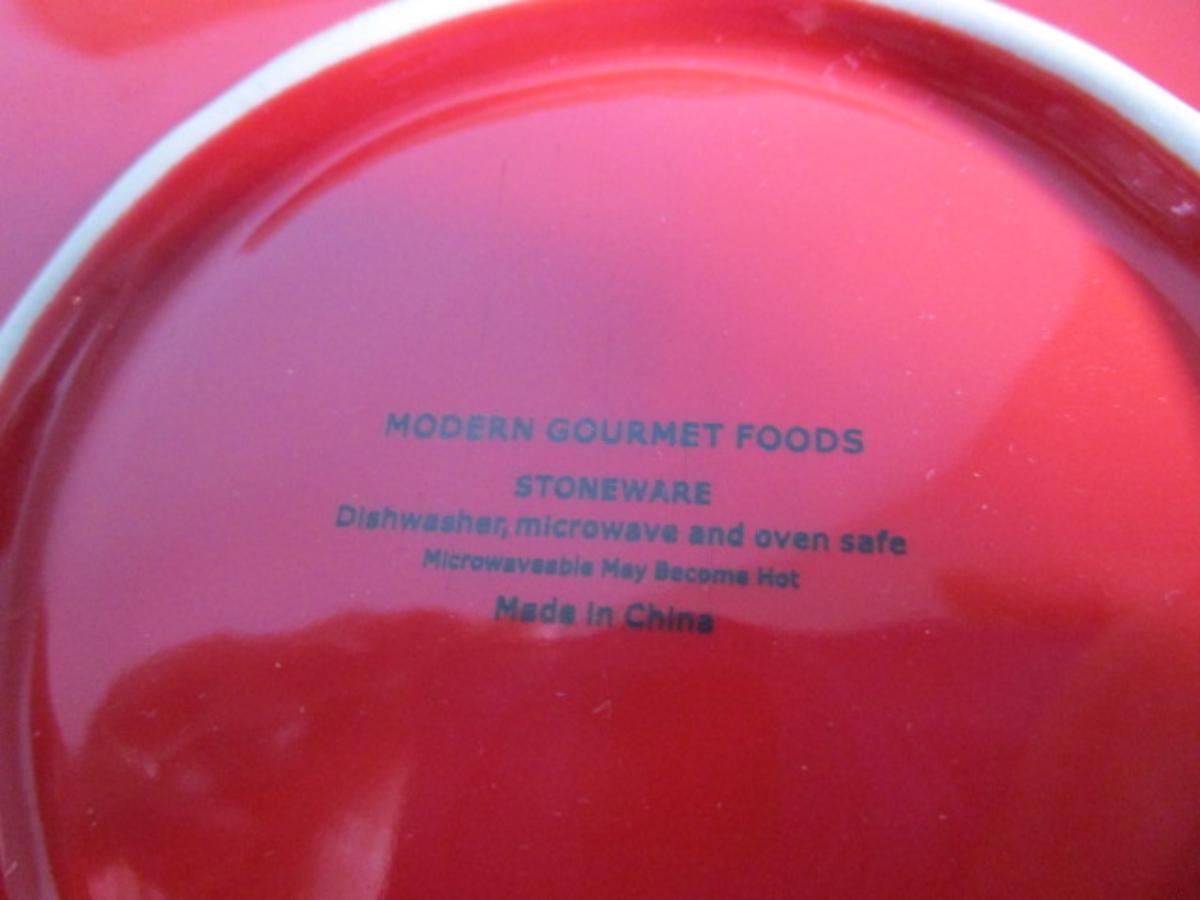 MODERN GOURMET FOODS
STONEWARE
Dishwasher, microwave and oven safe
Microwaveable May Become Hot
Made in China